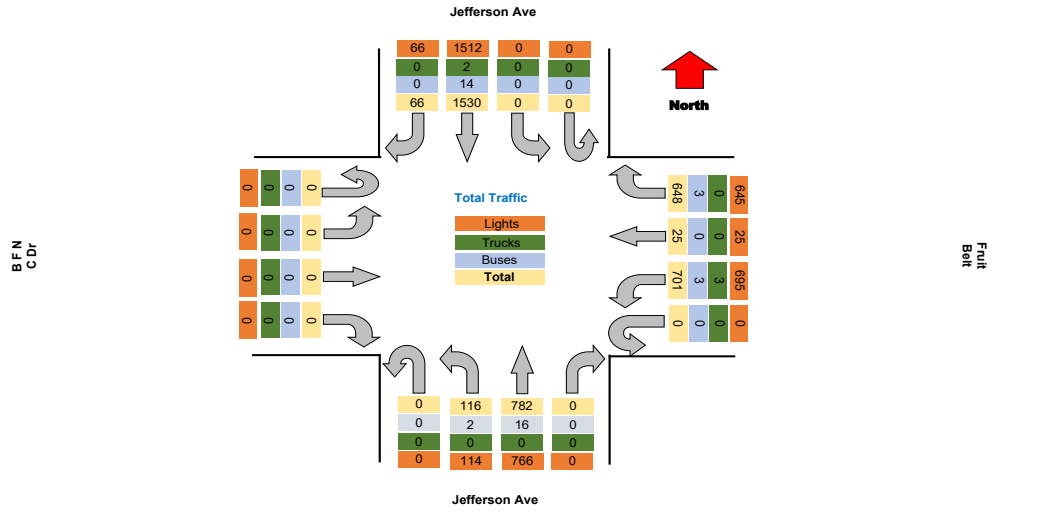 Jefferson Ave
66 1512 0 0
0 2 0 0
0 14 0 0
66 1530 0 0
North
0 0 0 0
0 0 0 0
0 0 0 0
0 0 0 0
B F N
C Dr
Total Traffic
Lights
Trucks
Buses
Total
648 3 0 645
25 0 0 25
701 3 3 695
0 0 0 0
Fruit
Belt
0 116 782 0
0 2 16 0
0 0 0 0
0 114 766 0
Jefferson Ave